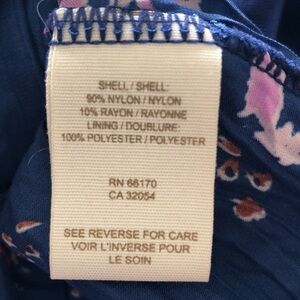 SHELL / SHELL:
90% NYLON / NYLON
10% RAYON / RAYONNE
LINING / DOUBLURE:
100% POLYESTER / POLYESTER
RN 66170
CA 32054
SEE REVERSE FOR CARE
VOIR L'INVERSE POUR
LE SOIN